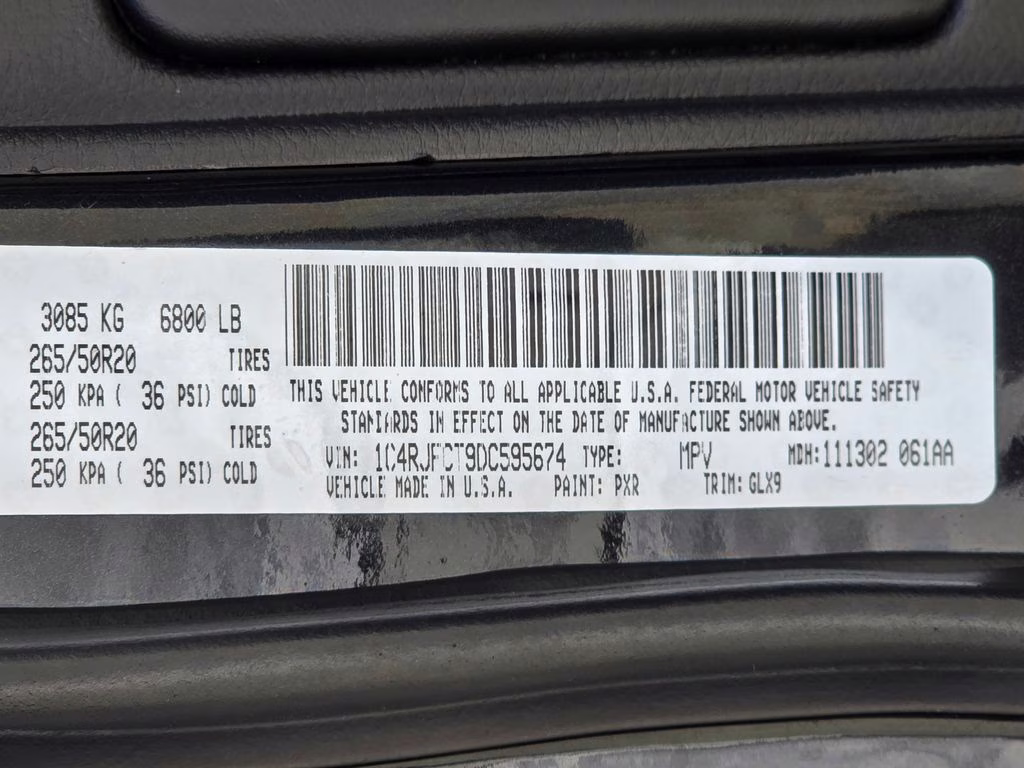 3085 KG 6800 LB
265/50R20 TIRES
250 KPA ( 36 PSI) COLD
265/50R20 TIRES
250 KPA ( 36 PSI) COLD
THIS VEHICLE CONFORMS TO ALL APPLICABLE U.S.A. FEDERAL MOTOR VEHICLE SAFETY
STANDARDS IN EFFECT ON THE DATE OF MANUFACTURE SHOWN ABOVE.
VIN: 1C4RJFCT9DC595674 TYPE: MPV MDH:111302 061AA
VEHICLE MADE IN U.S.A. PAINT: PXR TRIM: GLX9